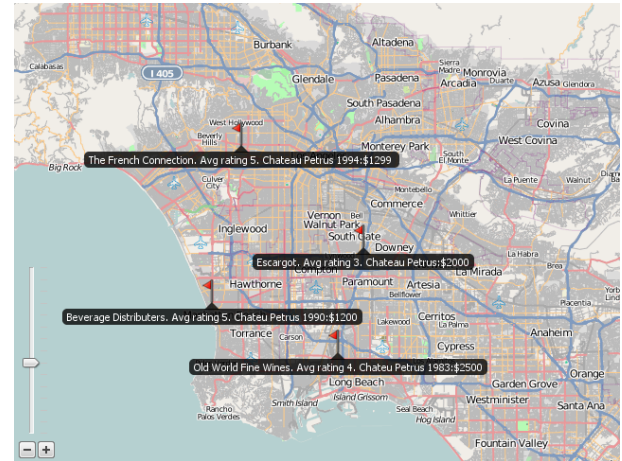 Burbank
Altadena
Calabasas
Sierra
Madre
Monrovia
I 405
Glendale
Pasadena
Arcadia
Duarte
Azusa
Glendora
South Pasadena
West Hollywood
Alhambra
Covina
Beverly
Hills
Monterey Park
West Covina
The French Connection. Avg rating 5. Chateau Petrus 1994:$1299
South
El Monte
Big Rock
Culver
City
La Puente
Walnut
Montebello
Commerce
Vernon
Bell
Whittier
Walnut Park
Inglewood
South Gate
Downey
La Habra
Escargot. Avg rating 3. Chateau Petrus:$2000
La Mirada
Compton
Hawthorne
Paramount
Artesia
Bellflower
Placentia
Beverage Distributers. Avg rating 5. Chateu Petrus 1990:$1200
Cerritos
Lakewood
La Palma
Torrance
Carson
Anaheim
Cypress
Old World Fine Wines. Avg rating 4. Chateu Petrus 1983:$2500
Orange
Long Beach
Garden Grove
Island Grissom
Westminster
Smith Island
Santa Ana
Rancho
Palos Verdes
Seal Beach
Hog Island
Fountain Valley